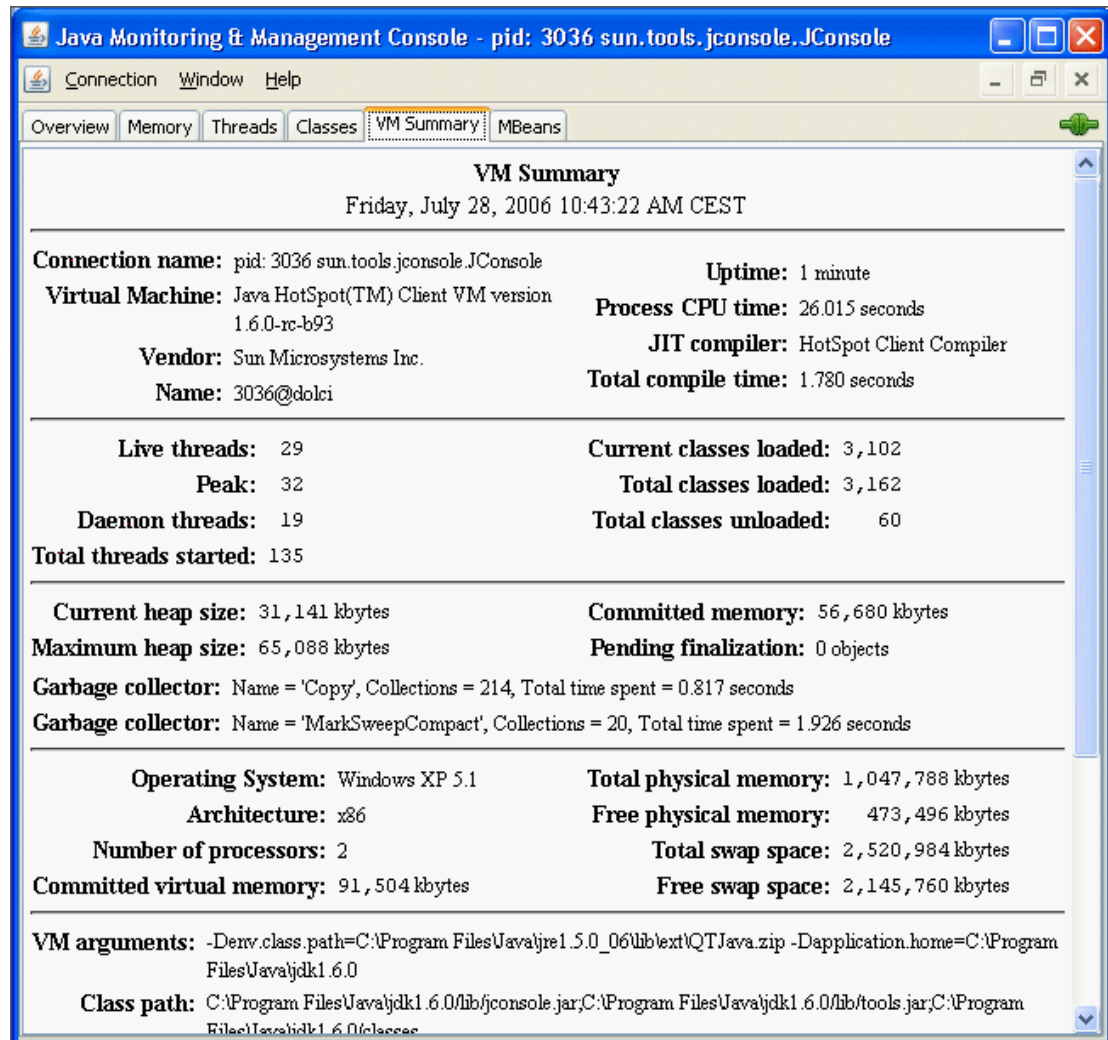 Java Monitoring & Management Console - pid: 3036 sun.tools.jconsole.JConsole
Connection Window Help
Overview Memory Threads Classes VM Summary MBeans
VM Summary
Friday, July 28, 2006 10:43:22 AM CEST
Connection name: pid: 3036 sun.tools.jconsole.JConsole
Virtual Machine: Java HotSpot(TM) Client VM version
1.6.0-rc-b93
Vendor: Sun Microsystems Inc.
Name: 3036@dolci
Uptime: 1 minute
Process CPU time: 26.015 seconds
JIT compiler: HotSpot Client Compiler
Total compile time: 1.780 seconds
Live threads: 29
Peak: 32
Daemon threads: 19
Total threads started: 135
Current classes loaded: 3,102
Total classes loaded: 3,162
Total classes unloaded: 60
Current heap size: 31,141 kbytes
Maximum heap size: 65,088 kbytes
Committed memory: 56,680 kbytes
Pending finalization: 0 objects
Garbage collector: Name = 'Copy', Collections = 214, Total time spent = 0.817 seconds
Garbage collector: Name = 'MarkSweepCompact', Collections = 20, Total time spent = 1.926 seconds
Operating System: Windows XP 5.1
Architecture: x86
Number of processors: 2
Committed virtual memory: 91,504 kbytes
Total physical memory: 1,047,788 kbytes
Free physical memory: 473,496 kbytes
Total swap space: 2,520,984 kbytes
Free swap space: 2,145,760 kbytes
VM arguments: -Denv.class.path=C:\Program Files\Java\jre1.5.0_06\lib\ext\QTJava.zip -Dapplication.home=C:\Program
Files\Java\jdk1.6.0
Class path: C:\Program Files\Java\jdk1.6.0/lib/jconsole.jar;C:\Program Files\Java\jdk1.6.0/lib/tools.jar;C:\Program
Files\Java\jdk1.6.0/classes